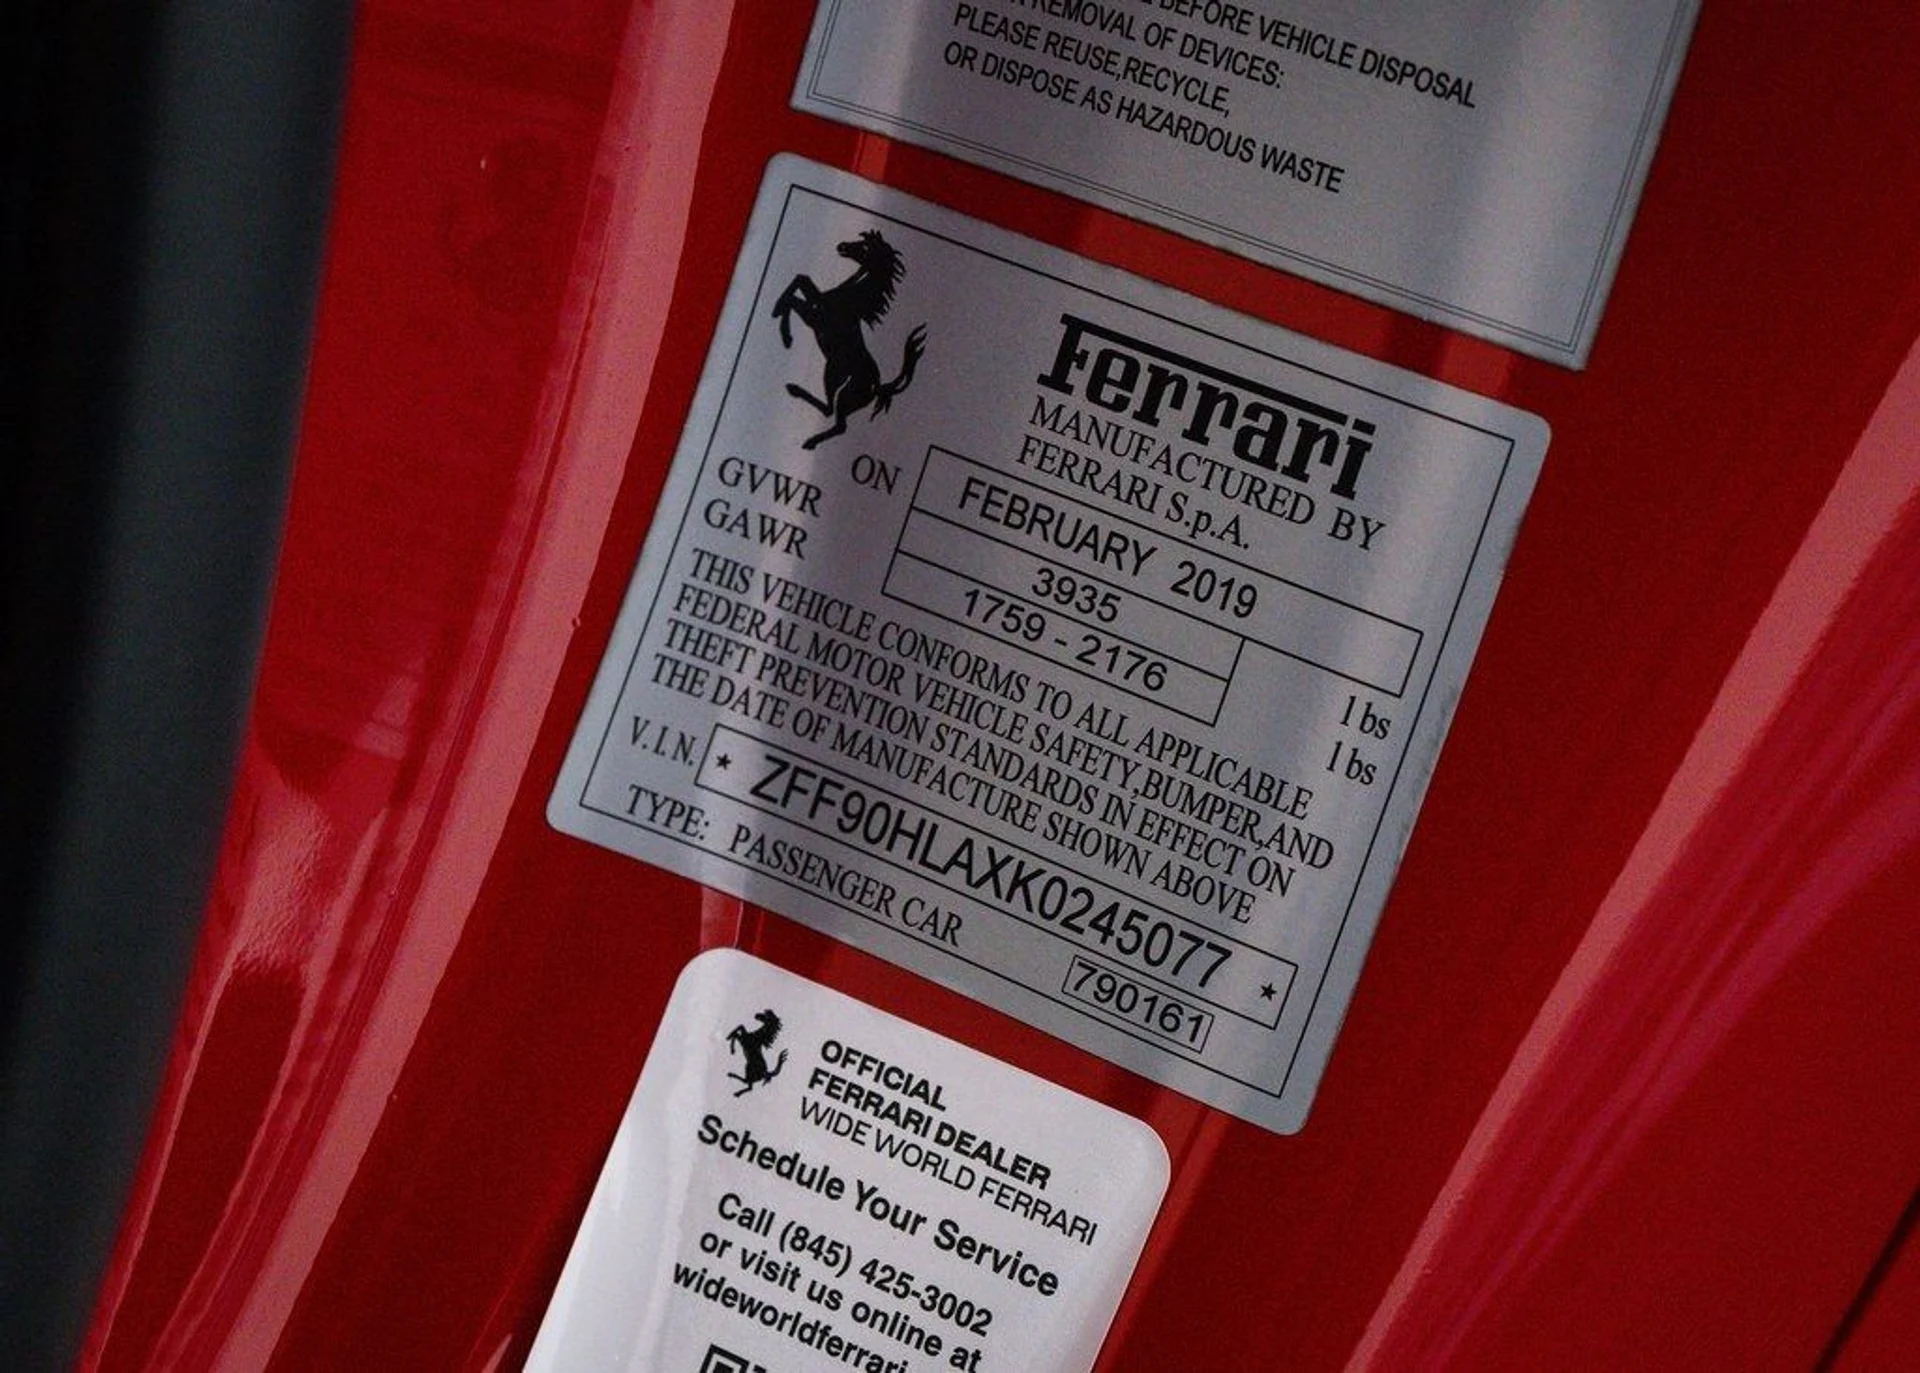 BEFORE VEHICLE DISPOSAL
REMOVAL OF DEVICES:
PLEASE REUSE,RECYCLE,
OR DISPOSE AS HAZARDOUS WASTE
Ferrari
MANUFACTURED BY
FERRARI S.p.A.
ON FEBRUARY 2019
GVWR 3935 lbs
GAWR 1759 - 2176 lbs
THIS VEHICLE CONFORMS TO ALL APPLICABLE
FEDERAL MOTOR VEHICLE SAFETY,BUMPER,AND
THEFT PREVENTION STANDARDS IN EFFECT ON
THE DATE OF MANUFACTURE SHOWN ABOVE
V.I.N. ★ ZFF90HLAXK0245077 ★
TYPE: PASSENGER CAR 790161
OFFICIAL
FERRARI DEALER
WIDE WORLD FERRARI
Schedule Your Service
Call (845) 425-3002
or visit us online at
wideworldferrari